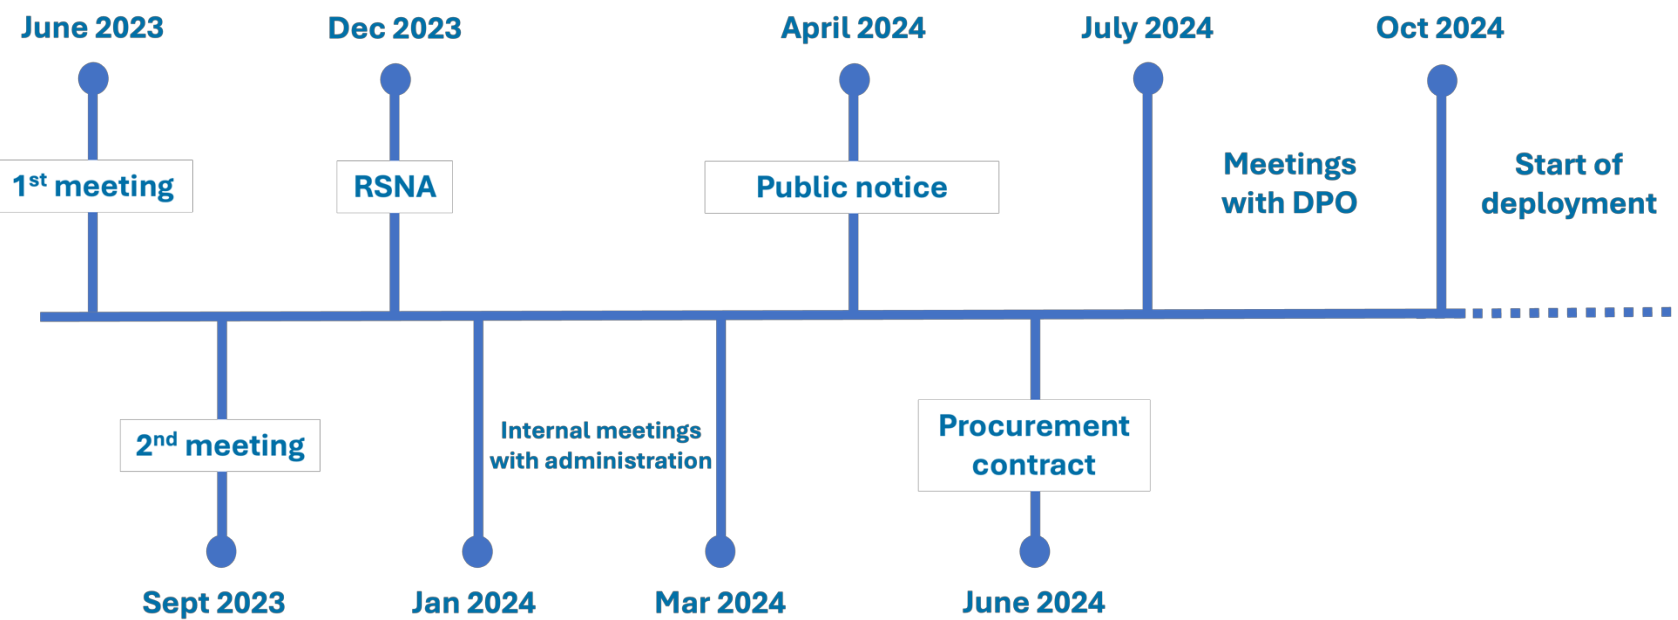 June 2023
Dec 2023
April 2024
July 2024
Oct 2024
1st meeting
RSNA
Public notice
Meetings
with DPO
Start of
deployment
2nd meeting
Internal meetings
with administration
Procurement
contract
Sept 2023
Jan 2024
Mar 2024
June 2024